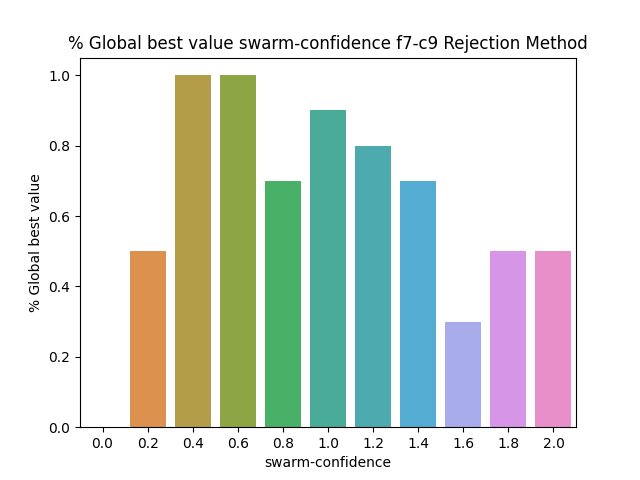 % Global best value swarm-confidence f7-c9 Rejection Method
1.0
0.8
0.6
0.4
0.2
0.0
% Global best value
0.0 0.2 0.4 0.6 0.8 1.0 1.2 1.4 1.6 1.8 2.0
swarm-confidence